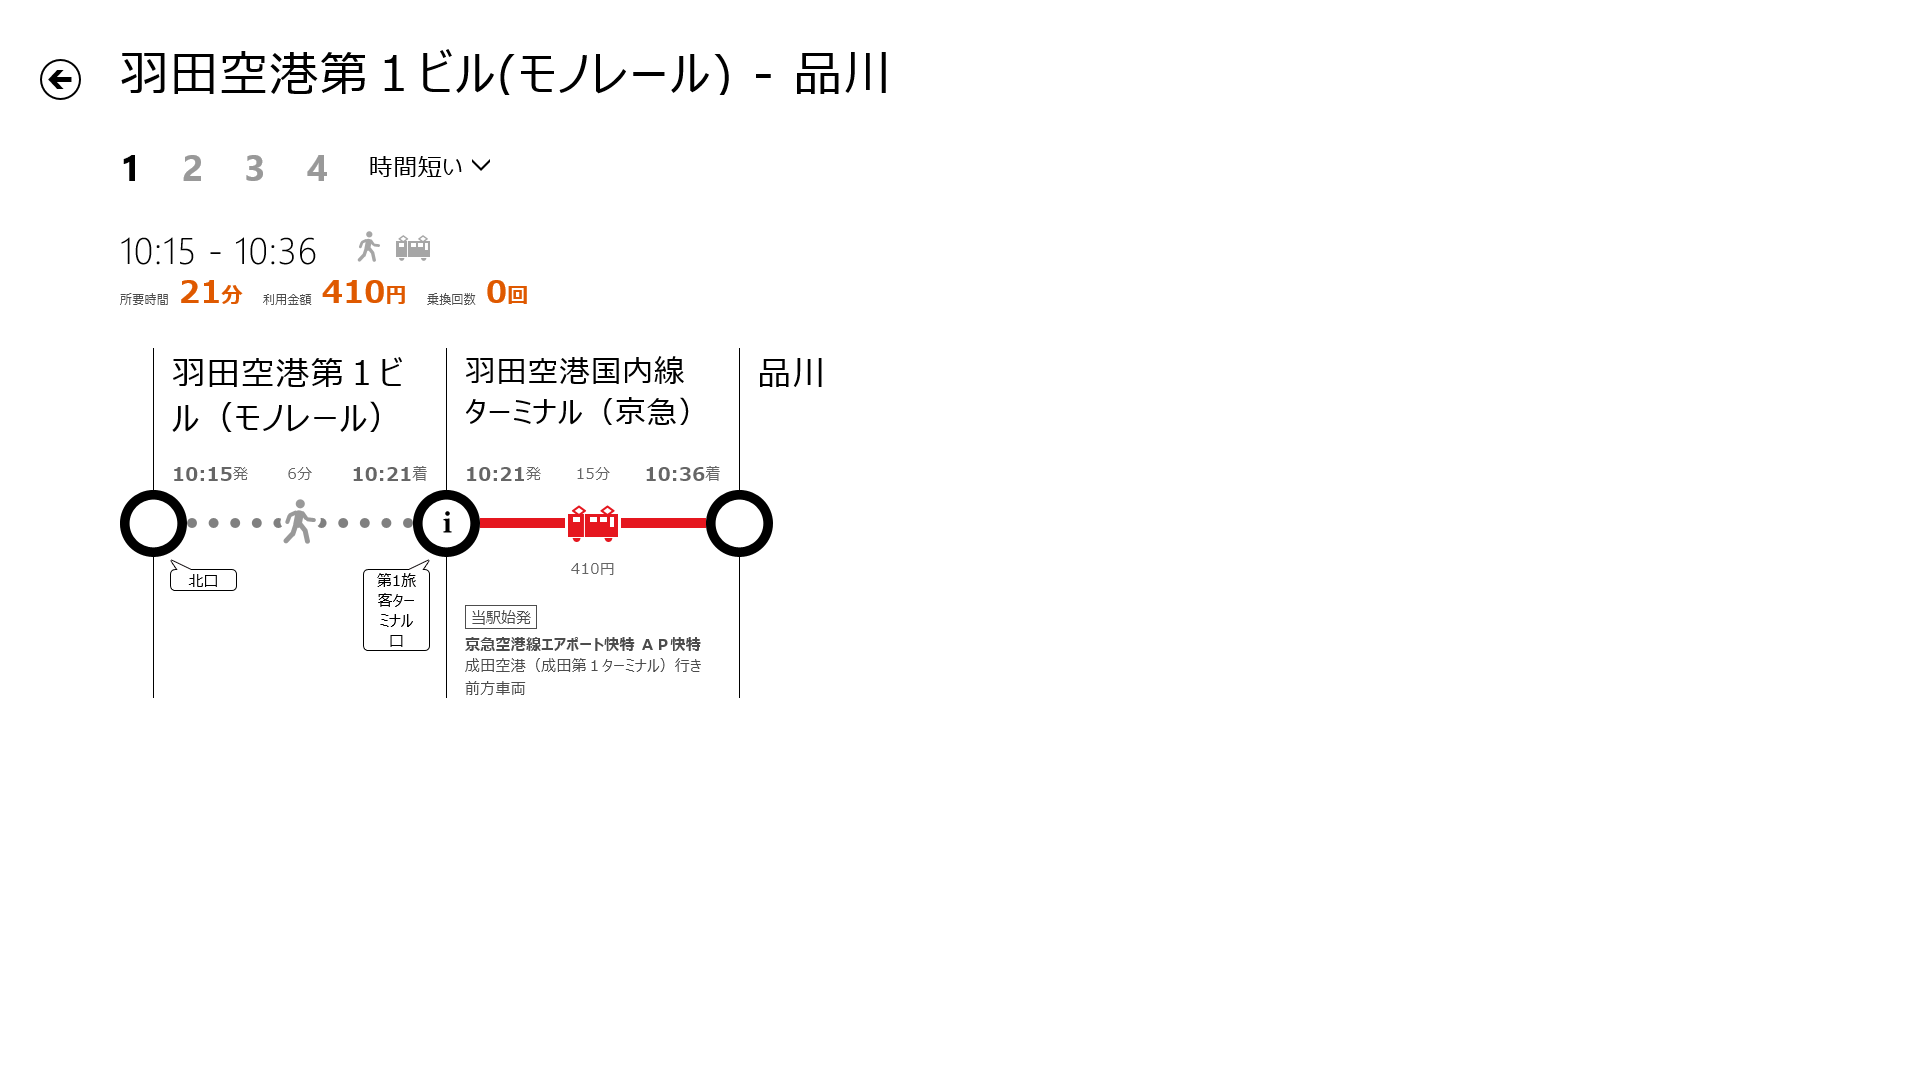 羽田空港第１ビル(モノレール) - 品川
1 2 3 4 時間短い
10:15 - 10:36
所要時間 21分 利用金額 410円 乗換回数 0回
羽田空港第１ビ
ル（モノレール）
羽田空港国内線
ターミナル（京急）
品川
10:15発 6分 10:21着
10:21発 15分 10:36着
i
410円
北口
第1旅
客ター
ミナル
口
当駅始発
京急空港線エアポート快特 ＡＰ快特
成田空港（成田第１ターミナル）行き
前方車両